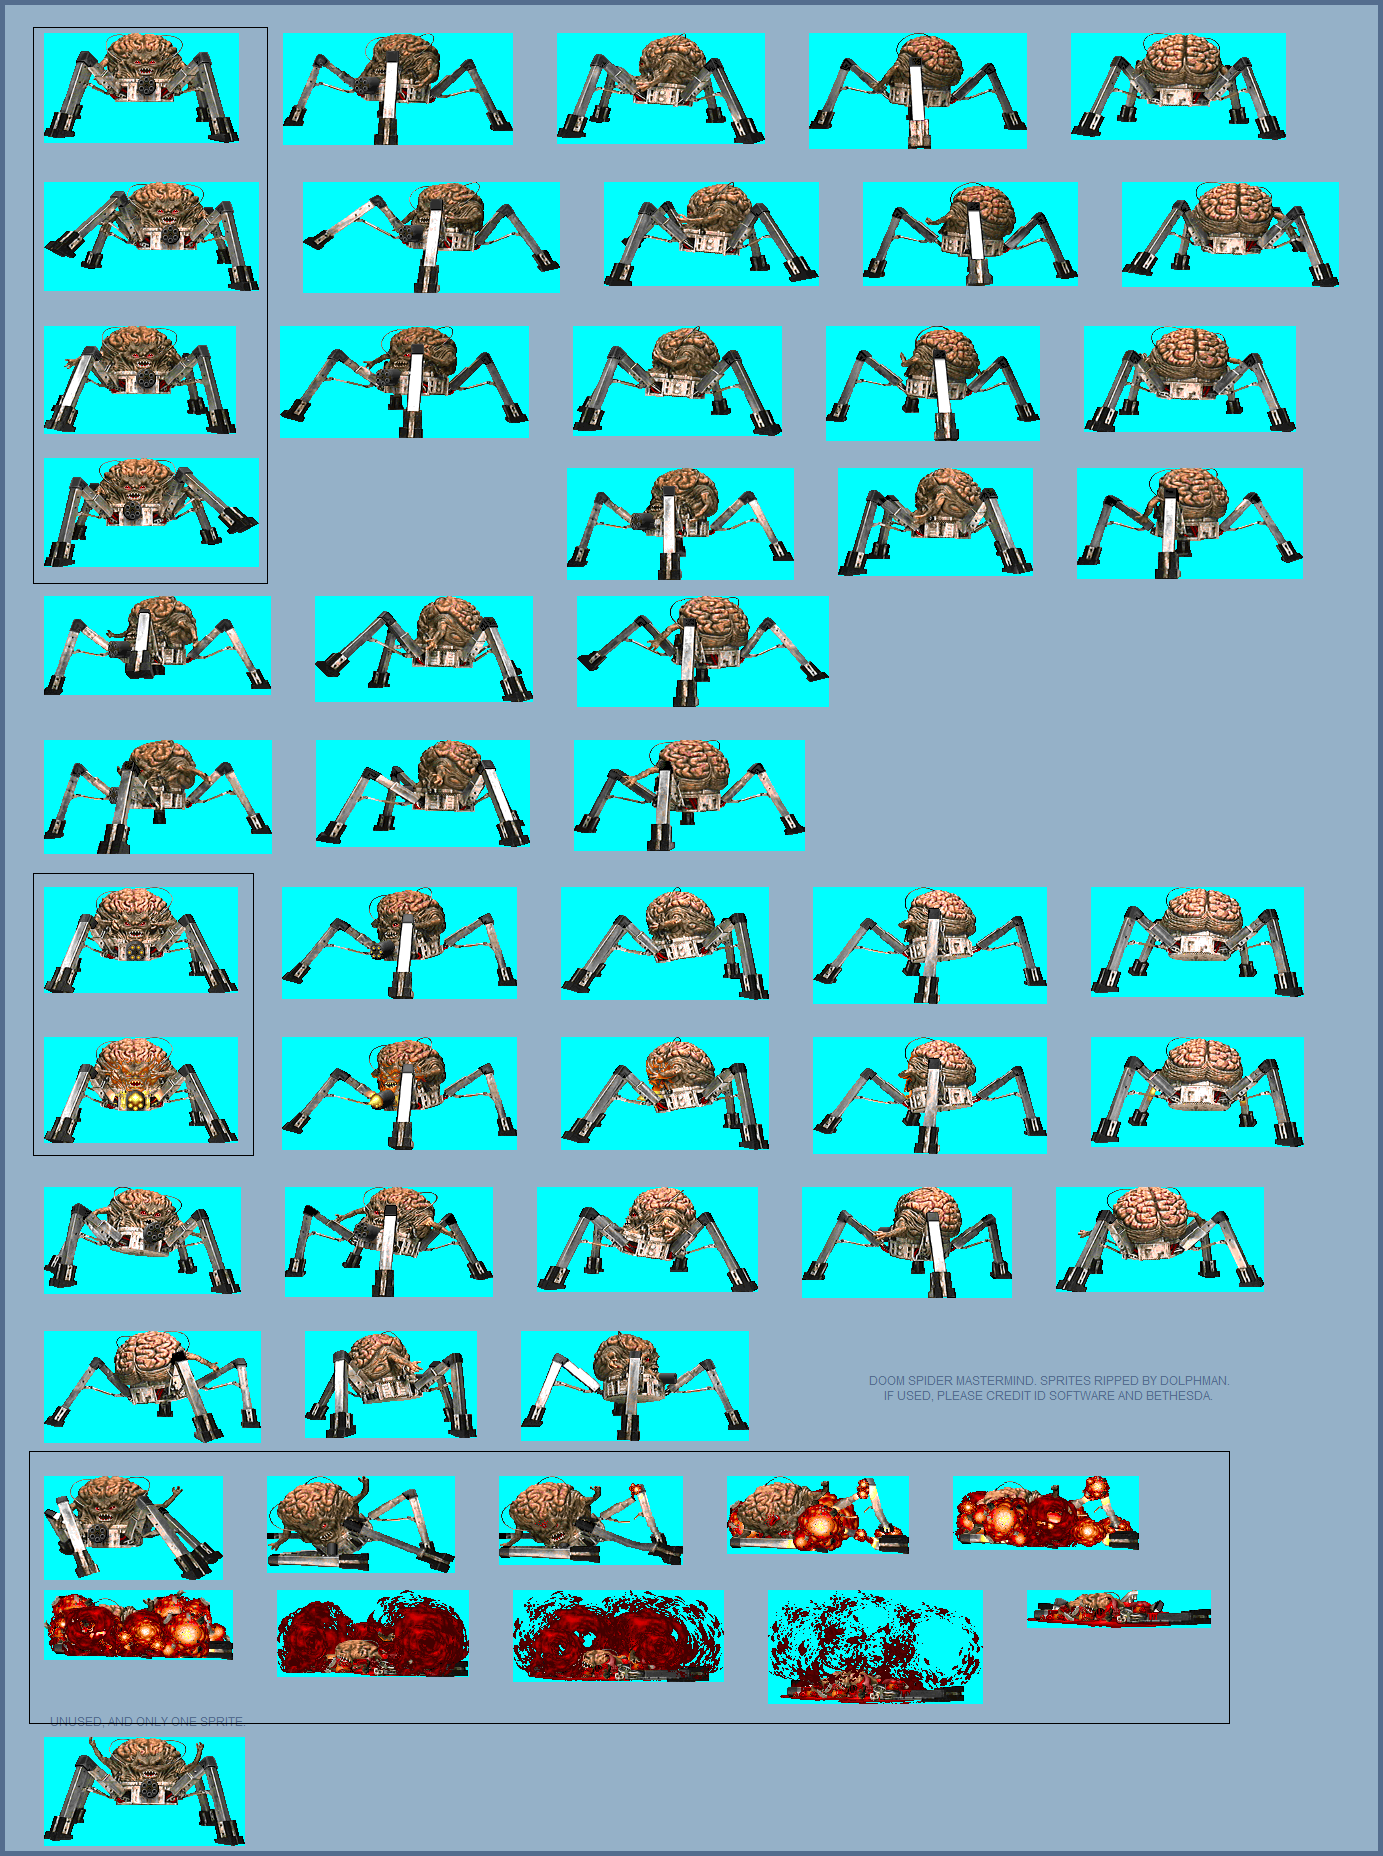 DOOM SPIDER MASTERMIND. SPRITES RIPPED BY DOLPHMAN.
IF USED, PLEASE CREDIT ID SOFTWARE AND BETHESDA.
UNUSED, AND ONLY ONE SPRITE.